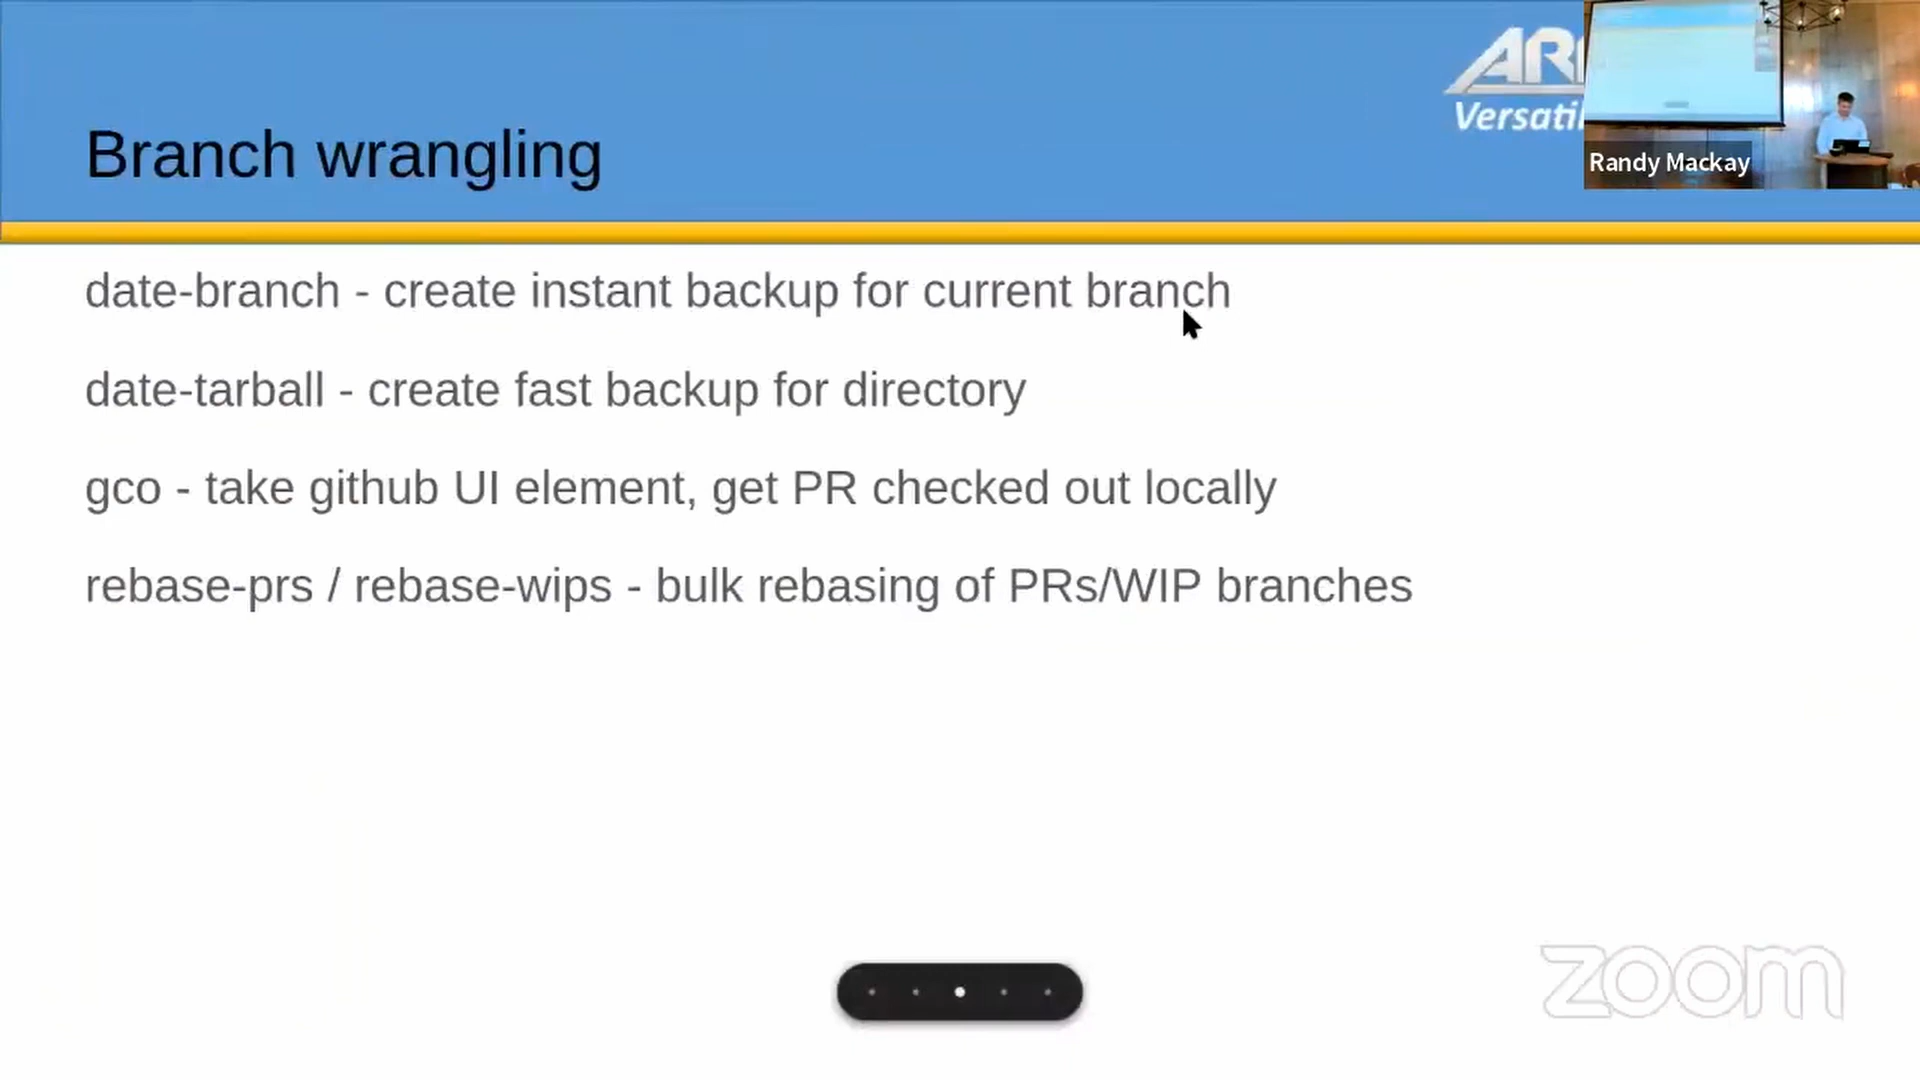 Branch wrangling
Randy Mackay
date-branch - create instant backup for current branch
date-tarball - create fast backup for directory
gco - take github UI element, get PR checked out locally
rebase-prs / rebase-wips - bulk rebasing of PRs/WIP branches
zoom